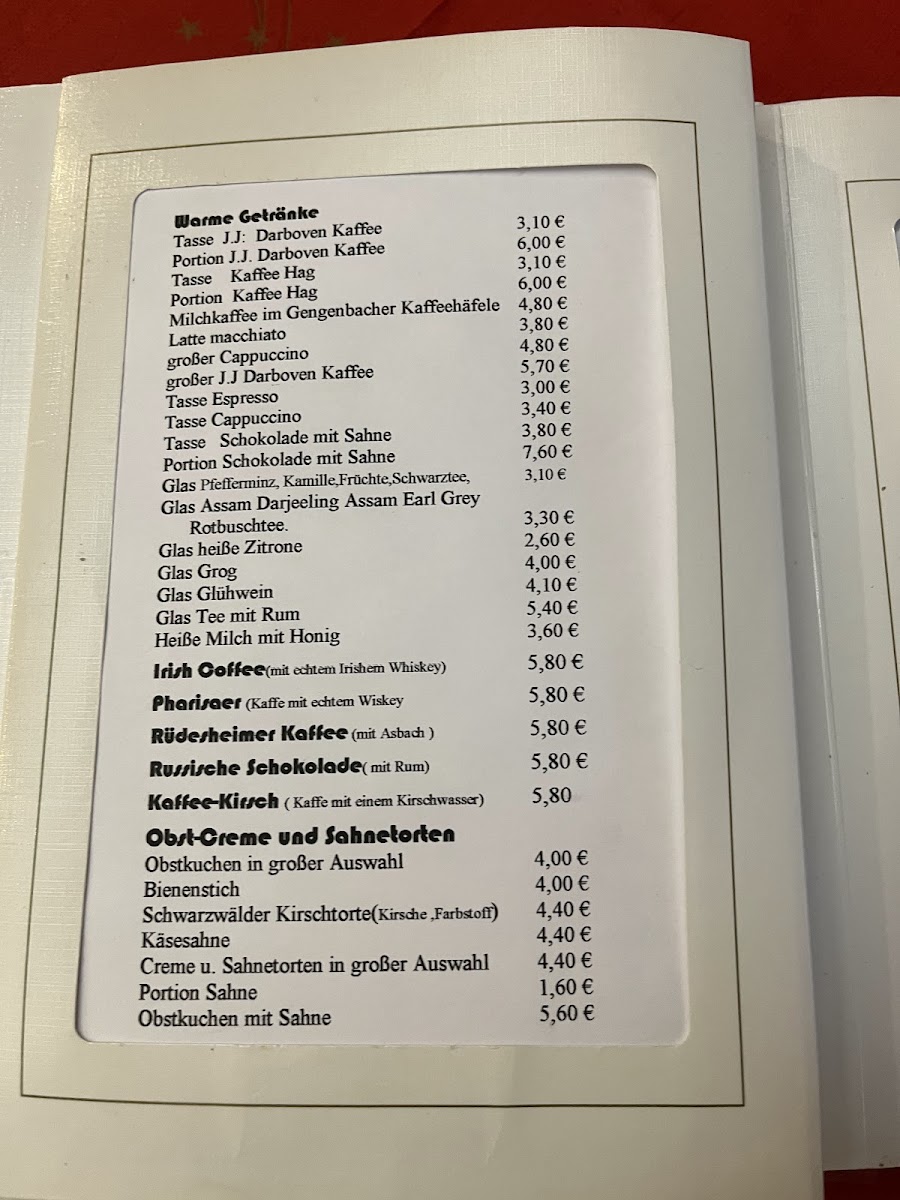 Warme Getränke
Tasse J.J: Darboven Kaffee 3,10 €
Portion J.J. Darboven Kaffee 6,00 €
Tasse Kaffee Hag 3,10 €
Portion Kaffee Hag 6,00 €
Milchkaffee im Gengenbacher Kaffeehäfele 4,80 €
Latte macchiato 3,80 €
großer Cappuccino 4,80 €
großer J.J Darboven Kaffee 5,70 €
Tasse Espresso 3,00 €
Tasse Cappuccino 3,40 €
Tasse Schokolade mit Sahne 3,80 €
Portion Schokolade mit Sahne 7,60 €
Glas Pfefferminz, Kamille,Früchte,Schwarztee, 3,10 €
Glas Assam Darjeeling Assam Earl Grey
Rotbuschtee. 3,30 €
Glas heiße Zitrone 2,60 €
Glas Grog 4,00 €
Glas Glühwein 4,10 €
Glas Tee mit Rum 5,40 €
Heiße Milch mit Honig 3,60 €
Irish Coffee(mit echtem Irishem Whiskey) 5,80 €
Pharisaer (Kaffe mit echtem Wiskey 5,80 €
Rüdesheimer Kaffee (mit Asbach ) 5,80 €
Russische Schokolade( mit Rum) 5,80 €
Kaffee-Kirsch ( Kaffe mit einem Kirschwasser) 5,80
Obst-Creme und Sahnetorten
Obstkuchen in großer Auswahl 4,00 €
Bienenstich 4,00 €
Schwarzwälder Kirschtorte(Kirsche ,Farbstoff) 4,40 €
Käsesahne 4,40 €
Creme u. Sahnetorten in großer Auswahl 4,40 €
Portion Sahne 1,60 €
Obstkuchen mit Sahne 5,60 €